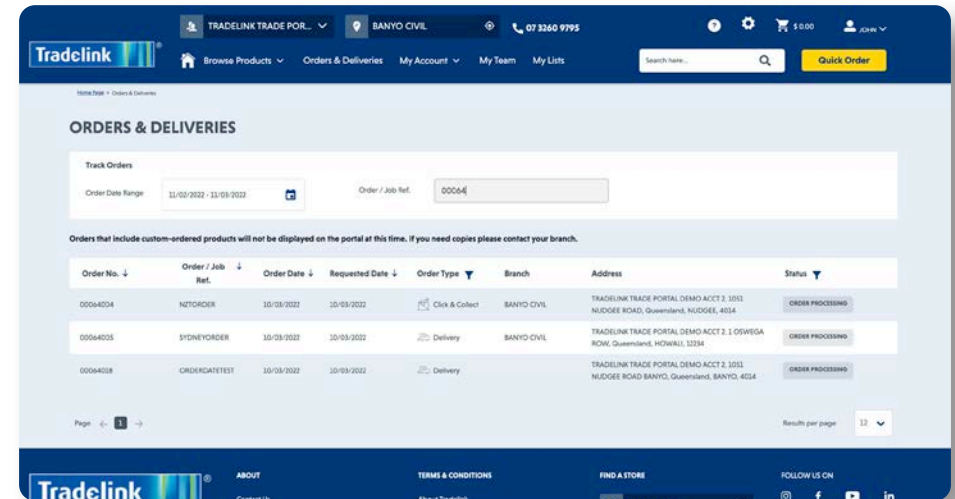 TRADELINK TRADE POR... BANYO CIVIL 07 3260 9795 ? $ 0.00 JOHN
Tradelink ®
Browse Products Orders & Deliveries My Account My Team My Lists Search here... Quick Order
Home Page > Orders & Deliveries
ORDERS & DELIVERIES
Track Orders
Order Date Range 11/02/2022 - 11/03/2022 Order / Job Ref. 00064
Orders that include custom-ordered products will not be displayed on the portal at this time. If you need copies please contact your branch.
Order No. ↓ Order / Job Ref. ↓ Order Date ↓ Requested Date ↓ Order Type Branch Address Status
00064004 NZTORDER 10/03/2022 10/03/2022 Click & Collect BANYO CIVIL TRADELINK TRADE PORTAL DEMO ACCT 2, 1051 NUDGEE ROAD, Queensland, NUDGEE, 4014 ORDER PROCESSING
00064005 SYDNEYORDER 10/03/2022 10/03/2022 Delivery BANYO CIVIL TRADELINK TRADE PORTAL DEMO ACCT 2, 1 OSWEGA ROW, Queensland, HOWALI, 12234 ORDER PROCESSING
00064018 ORDERDATETEST 10/03/2022 10/03/2022 Delivery TRADELINK TRADE PORTAL DEMO ACCT 2, 1051 NUDGEE ROAD BANYO, Queensland, BANYO, 4014 ORDER PROCESSING
Page ← 1 → Results per page 12
Tradelink ®
ABOUT TERMS & CONDITIONS FIND A STORE FOLLOW US ON
Contact Us About Tradelink